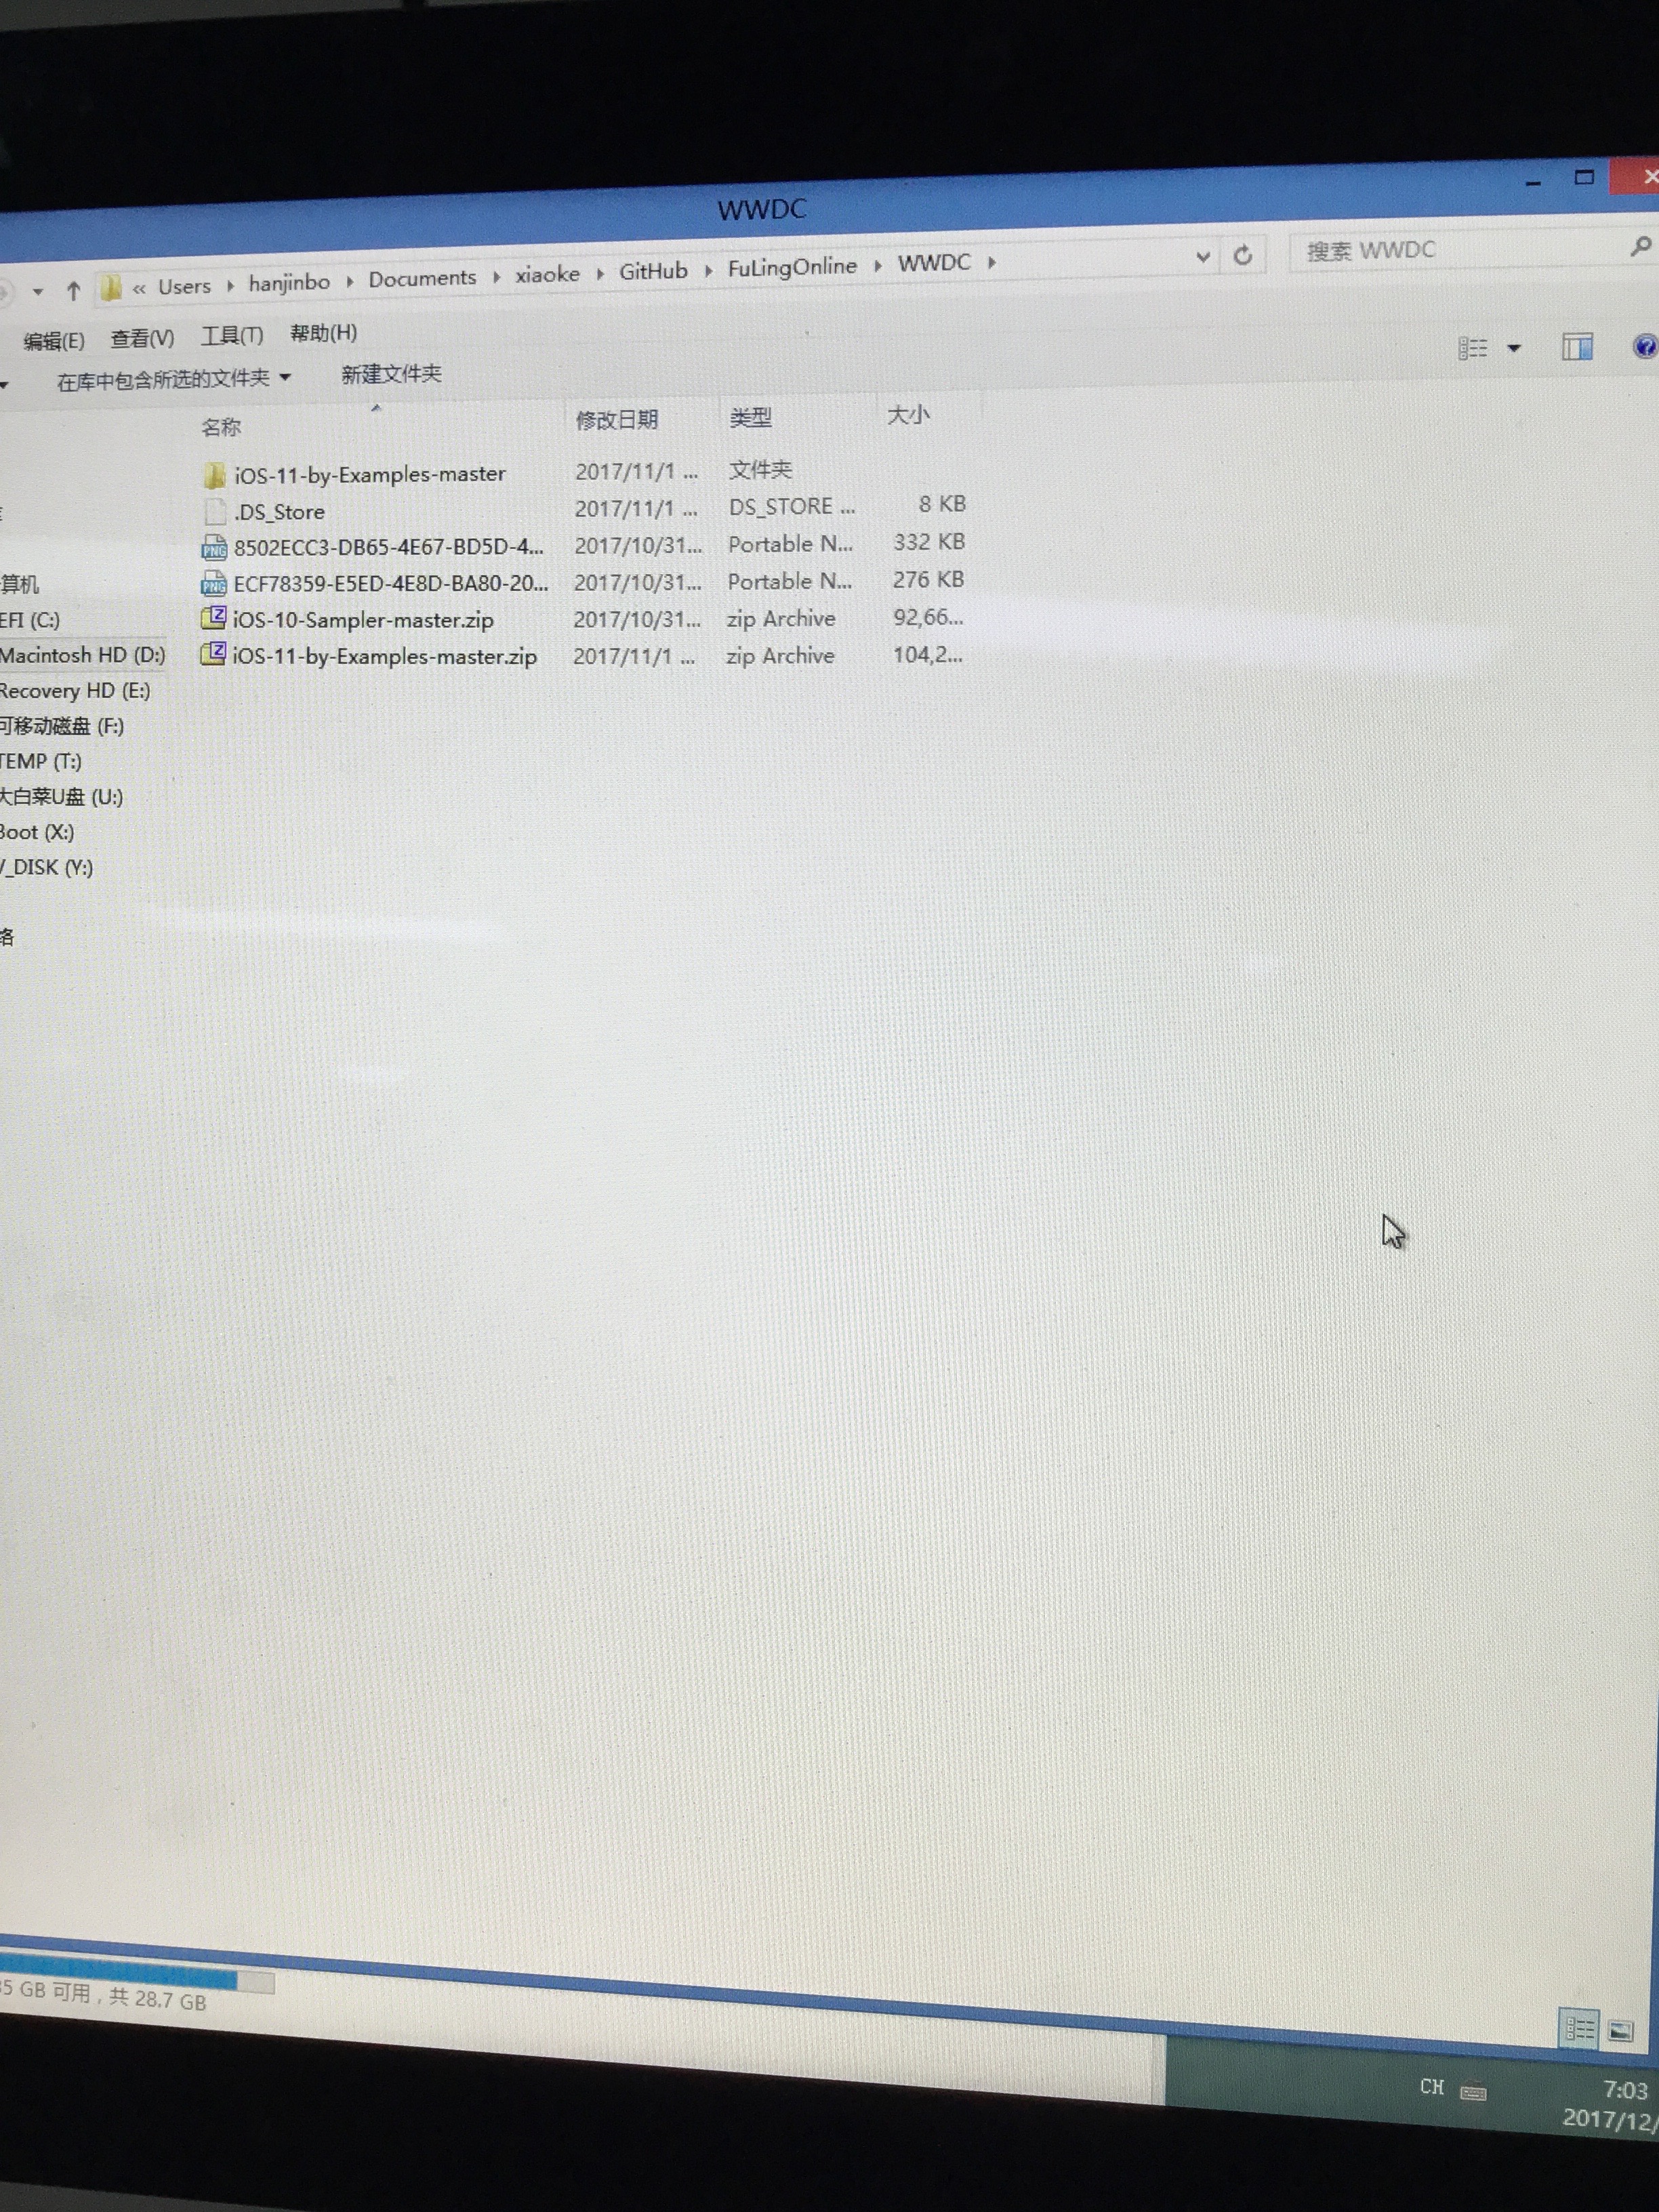 WWDC
« Users hanjinbo Documents xiaoke GitHub FuLingOnline WWDC
搜索 WWDC
编辑(E) 查看(V) 工具(T) 帮助(H)
在库中包含所选的文件夹 新建文件夹
名称 修改日期 类型 大小
iOS-11-by-Examples-master 2017/11/1 ... 文件夹
.DS_Store 2017/11/1 ... DS_STORE ... 8 KB
8502ECC3-DB65-4E67-BD5D-4... 2017/10/31... Portable N... 332 KB
ECF78359-E5ED-4E8D-BA80-20... 2017/10/31... Portable N... 276 KB
iOS-10-Sampler-master.zip 2017/10/31... zip Archive 92,66...
iOS-11-by-Examples-master.zip 2017/11/1 ... zip Archive 104,2...
算机
EFI (C:)
Macintosh HD (D:)
Recovery HD (E:)
可移动磁盘 (F:)
TEMP (T:)
大白菜U盘 (U:)
Boot (X:)
_DISK (Y:)
络
5 GB 可用，共 28.7 GB
CH
7:03
2017/12/